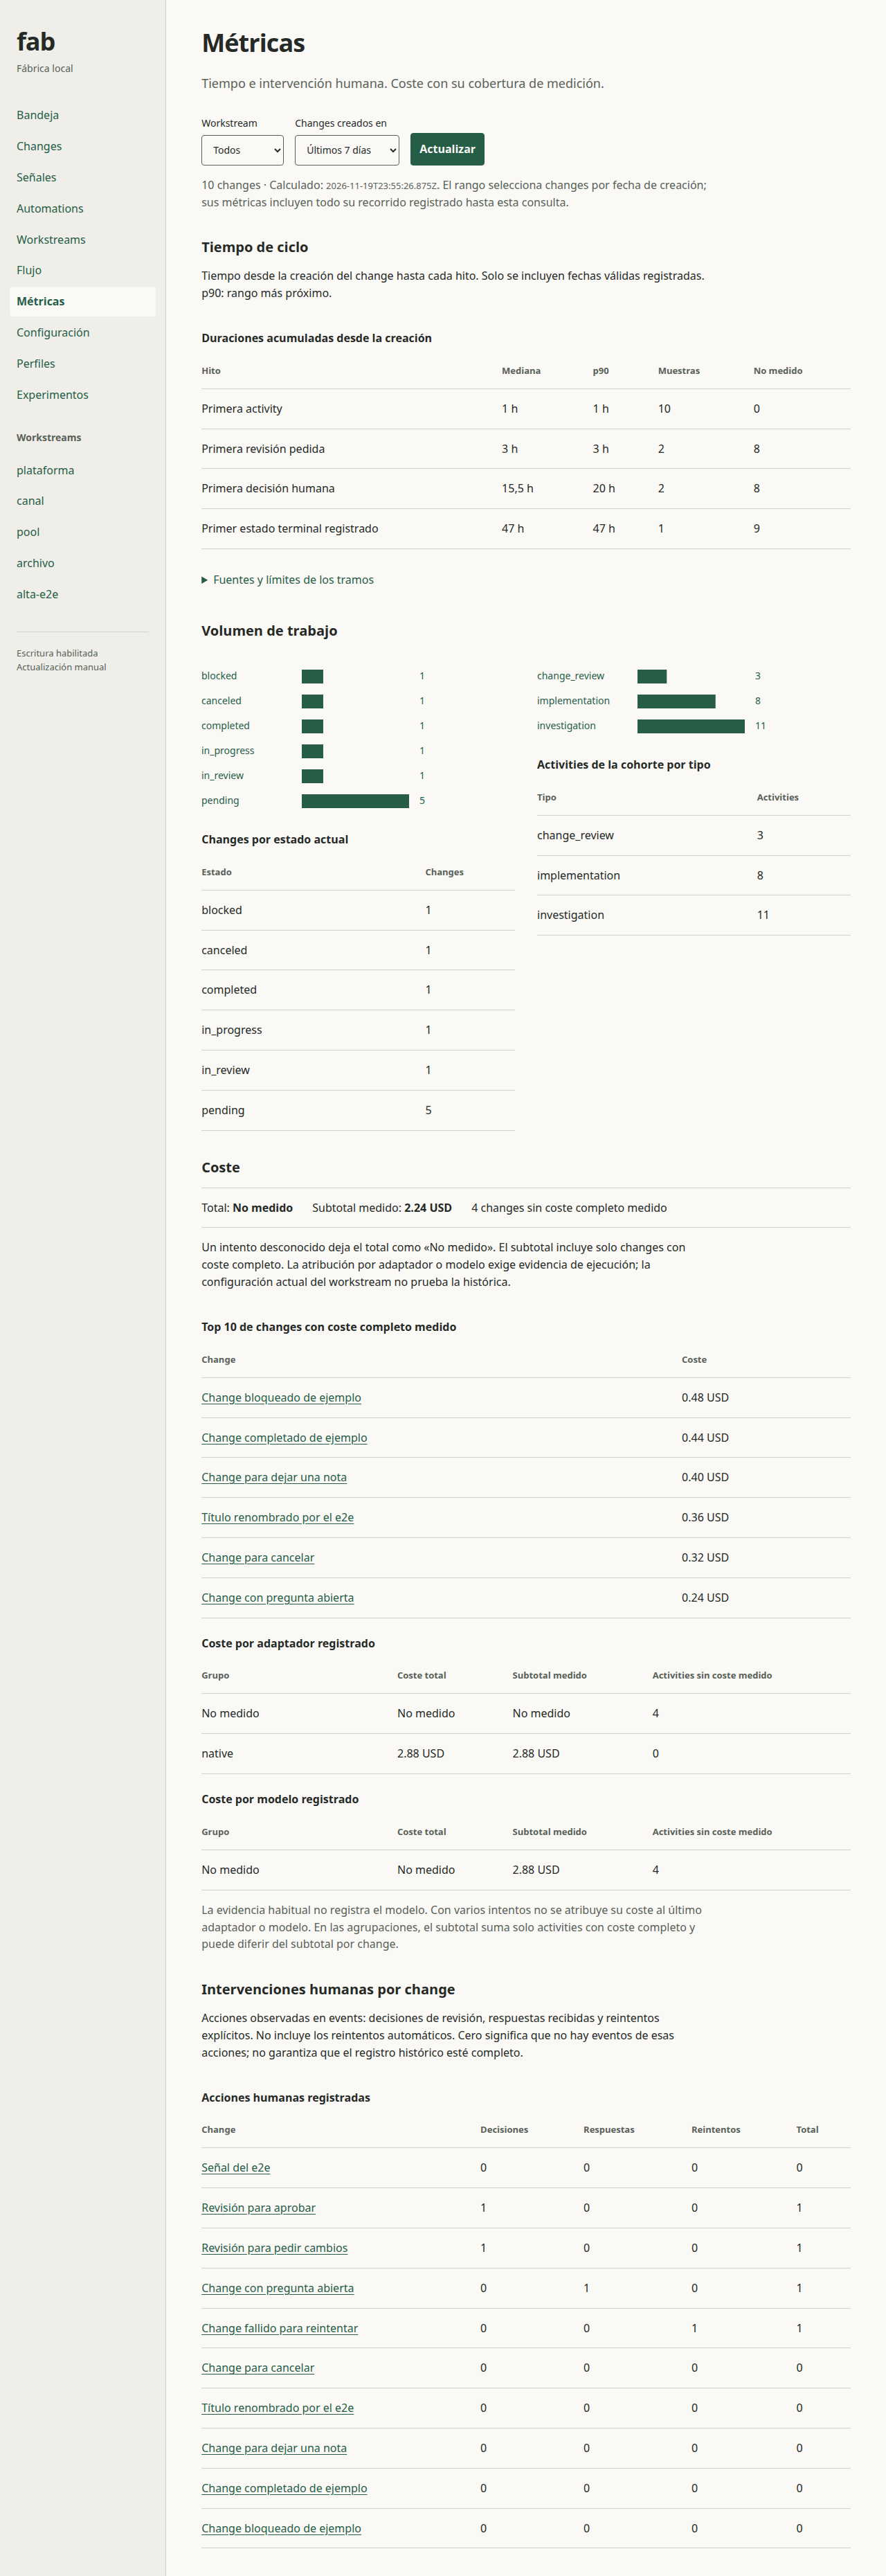 fab
Fábrica local
Bandeja
Changes
Señales
Automations
Workstreams
Flujo
Métricas
Configuración
Perfiles
Experimentos
Workstreams
plataforma
canal
pool
archivo
alta-e2e
Escritura habilitada
Actualización manual
Métricas
Tiempo e intervención humana. Coste con su cobertura de medición.
Workstream Changes creados en
Todos Últimos 7 días Actualizar
10 changes · Calculado: 2026-11-19T23:55:26.875Z. El rango selecciona changes por fecha de creación;
sus métricas incluyen todo su recorrido registrado hasta esta consulta.
Tiempo de ciclo
Tiempo desde la creación del change hasta cada hito. Solo se incluyen fechas válidas registradas.
p90: rango más próximo.
Duraciones acumuladas desde la creación
Hito Mediana p90 Muestras No medido
Primera activity 1 h 1 h 10 0
Primera revisión pedida 3 h 3 h 2 8
Primera decisión humana 15,5 h 20 h 2 8
Primer estado terminal registrado 47 h 47 h 1 9
Fuentes y límites de los tramos
Volumen de trabajo
blocked 1
canceled 1
completed 1
in_progress 1
in_review 1
pending 5
Changes por estado actual
Estado Changes
blocked 1
canceled 1
completed 1
in_progress 1
in_review 1
pending 5
change_review 3
implementation 8
investigation 11
Activities de la cohorte por tipo
Tipo Activities
change_review 3
implementation 8
investigation 11
Coste
Total: No medido Subtotal medido: 2.24 USD 4 changes sin coste completo medido
Un intento desconocido deja el total como «No medido». El subtotal incluye solo changes con
coste completo. La atribución por adaptador o modelo exige evidencia de ejecución; la
configuración actual del workstream no prueba la histórica.
Top 10 de changes con coste completo medido
Change Coste
Change bloqueado de ejemplo 0.48 USD
Change completado de ejemplo 0.44 USD
Change para dejar una nota 0.40 USD
Título renombrado por el e2e 0.36 USD
Change para cancelar 0.32 USD
Change con pregunta abierta 0.24 USD
Coste por adaptador registrado
Grupo Coste total Subtotal medido Activities sin coste medido
No medido No medido No medido 4
native 2.88 USD 2.88 USD 0
Coste por modelo registrado
Grupo Coste total Subtotal medido Activities sin coste medido
No medido No medido 2.88 USD 4
La evidencia habitual no registra el modelo. Con varios intentos no se atribuye su coste al último
adaptador o modelo. En las agrupaciones, el subtotal suma solo activities con coste completo y
puede diferir del subtotal por change.
Intervenciones humanas por change
Acciones observadas en events: decisiones de revisión, respuestas recibidas y reintentos
explícitos. No incluye los reintentos automáticos. Cero significa que no hay eventos de esas
acciones; no garantiza que el registro histórico esté completo.
Acciones humanas registradas
Change Decisiones Respuestas Reintentos Total
Señal del e2e 0 0 0 0
Revisión para aprobar 1 0 0 1
Revisión para pedir cambios 1 0 0 1
Change con pregunta abierta 0 1 0 1
Change fallido para reintentar 0 0 1 1
Change para cancelar 0 0 0 0
Título renombrado por el e2e 0 0 0 0
Change para dejar una nota 0 0 0 0
Change completado de ejemplo 0 0 0 0
Change bloqueado de ejemplo 0 0 0 0